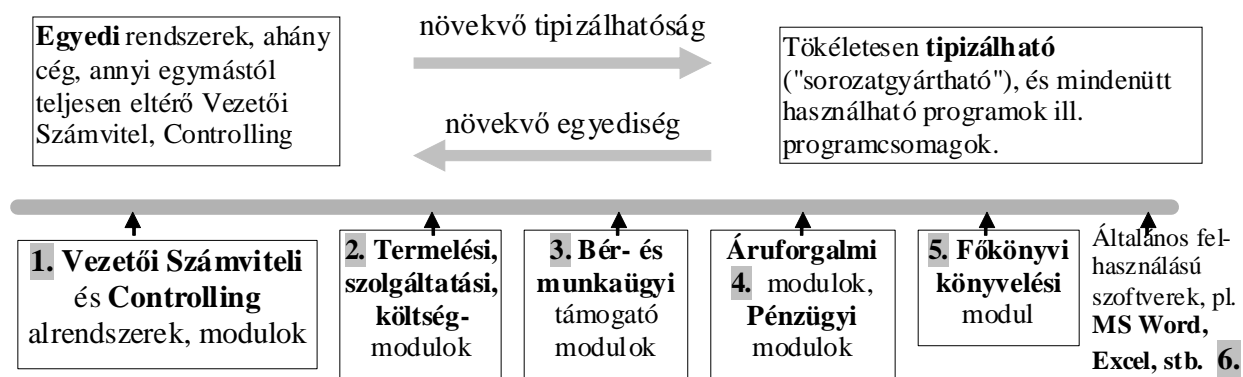 Egyedi rendszerek, ahány
cég, annyi egymástól
teljesen eltérő Vezetői
Számvitel, Controlling
növekvő tipizálhatóság
növekvő egyediség
Tökéletesen tipizálható
("sorozatgyártható"), és mindenütt
használható programok ill.
programcsomagok.
1. Vezetői Számviteli
és Controlling
alrendszerek, modulok
2. Termelési,
szolgáltatási,
költség-
modulok
3. Bér- és
munkaügyi
támogató
modulok
Áruforgalmi
4. modulok,
Pénzügyi
modulok
5. Főkönyvi
könyvelési
modul
Általános fel-
használású
szoftverek, pl.
MS Word,
Excel, stb. 6.